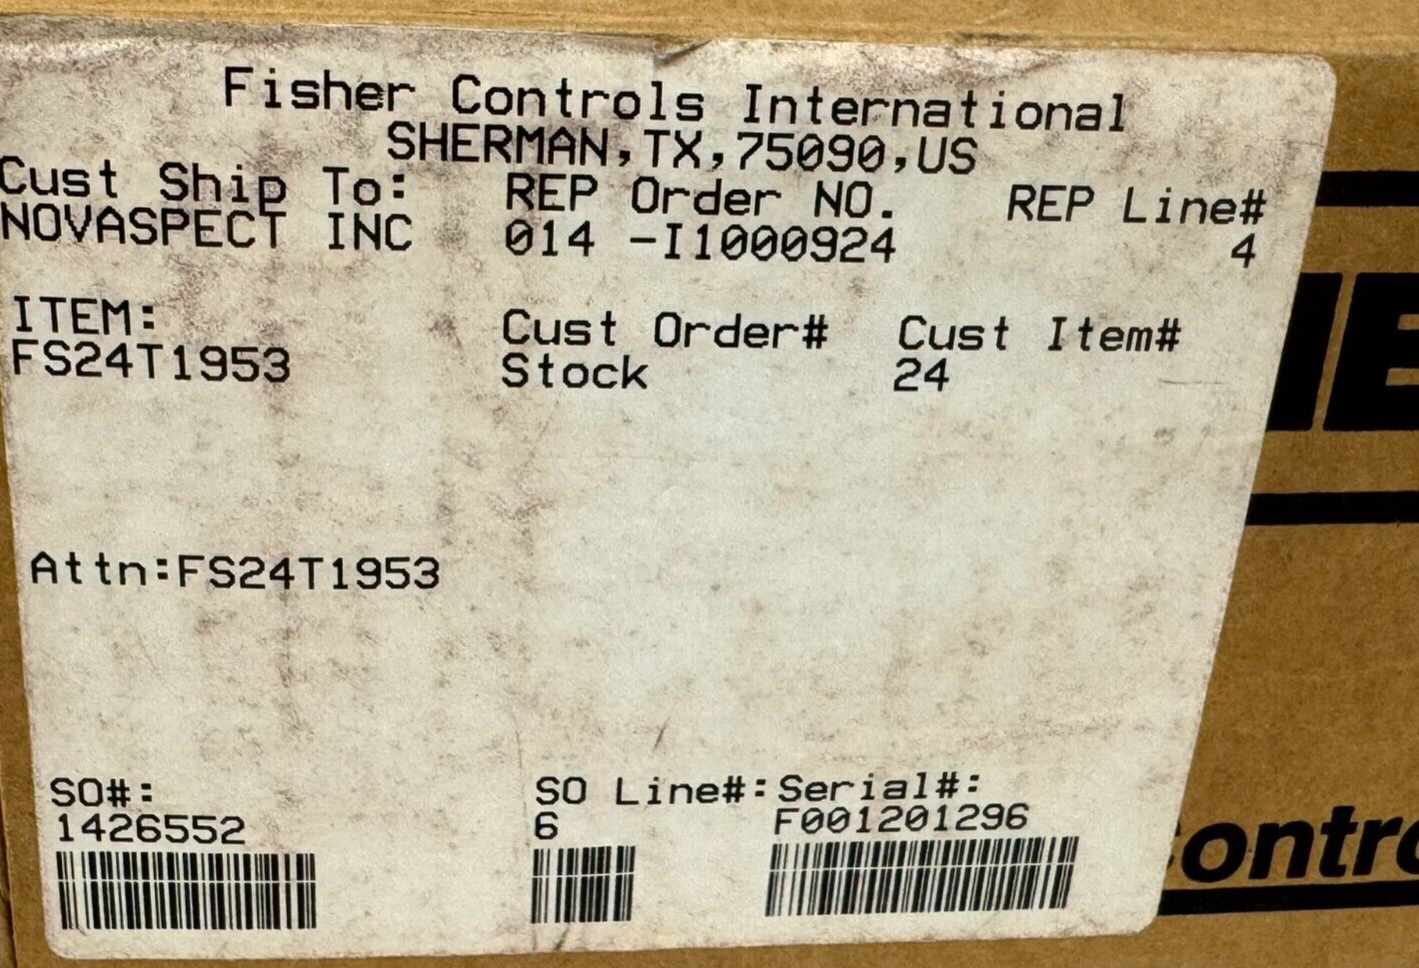 Fisher Controls International
SHERMAN,TX,75090,US
Cust Ship To: REP Order NO. REP Line#
NOVASPECT INC 014 -I1000924 4
ITEM: Cust Order# Cust Item#
FS24T1953 Stock 24
Attn:FS24T1953
SO#: SO Line#: Serial#:
1426552 6 F001201296